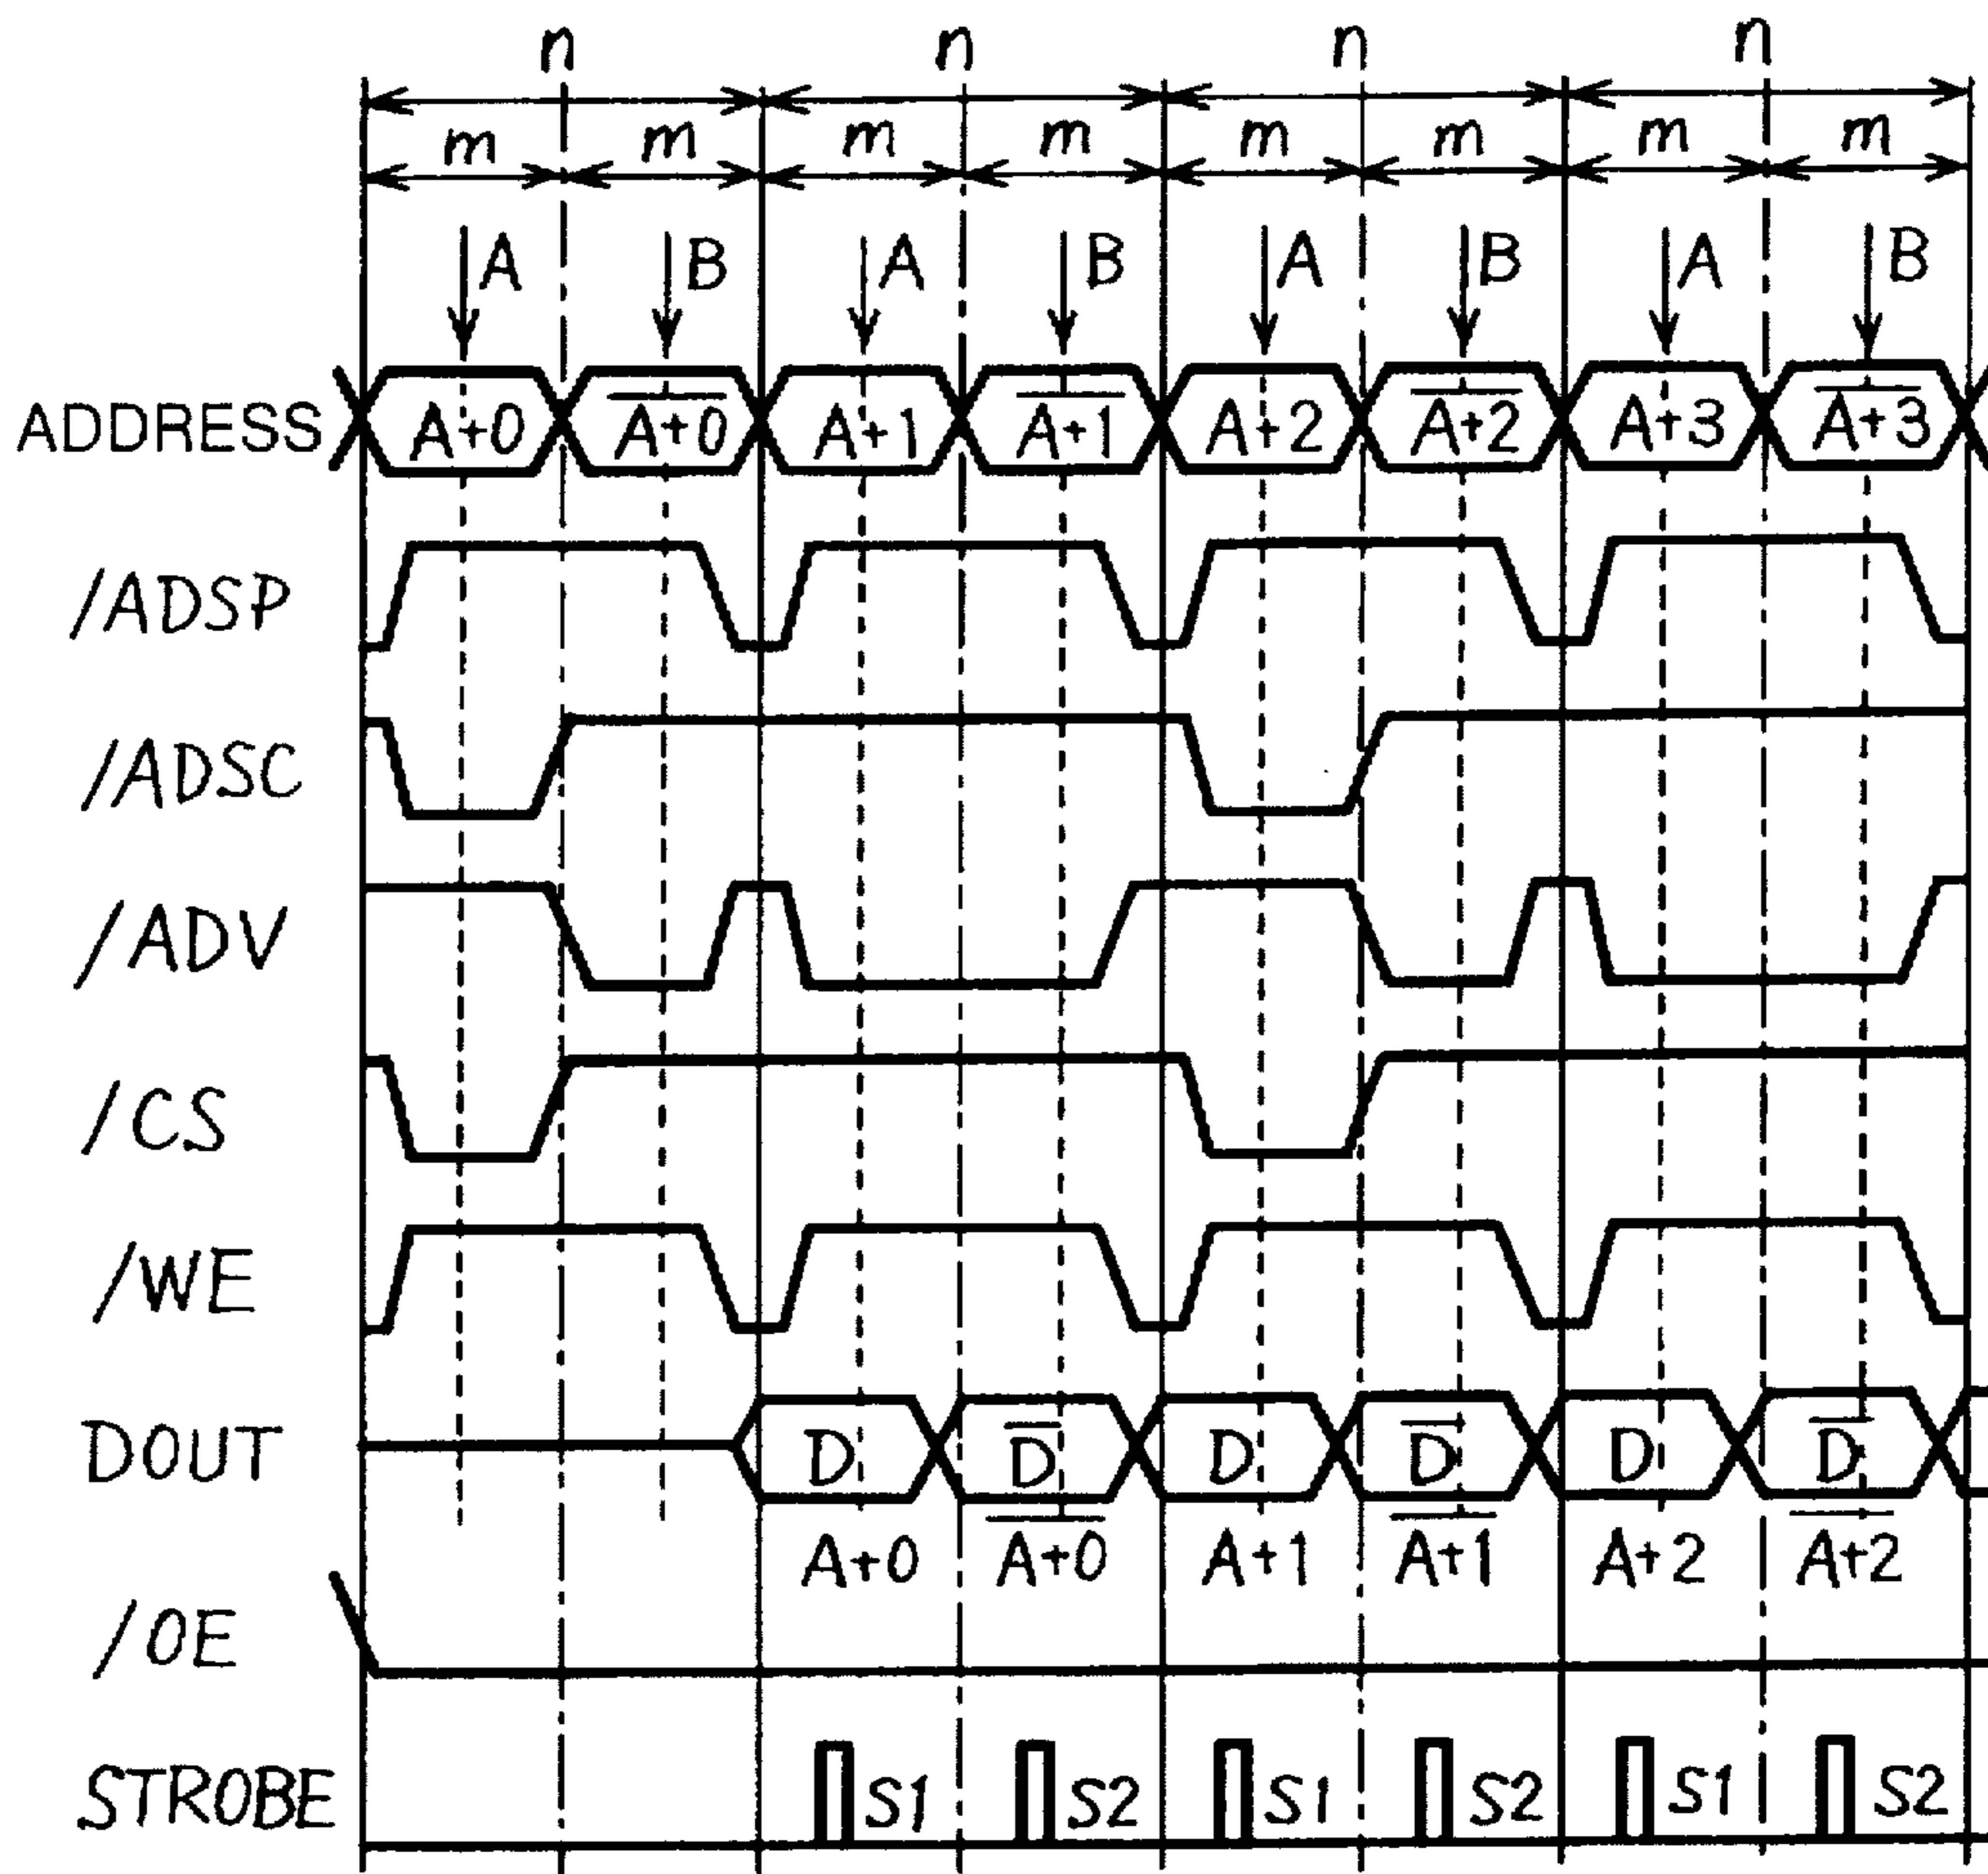 n n n n
m m m m m m m m
A B A B A B A B
ADDRESS A+0 A̅+̅0̅ A+1 A̅+̅1̅ A+2 A̅+̅2̅ A+3 A̅+̅3̅
/ADSP
/ADSC
/ADV
/CS
/WE
DOUT D D̅ D D̅ D D̅
A+0 A̅+̅0̅ A+1 A̅+̅1̅ A+2 A̅+̅2̅
/OE
STROBE S1 S2 S1 S2 S1 S2